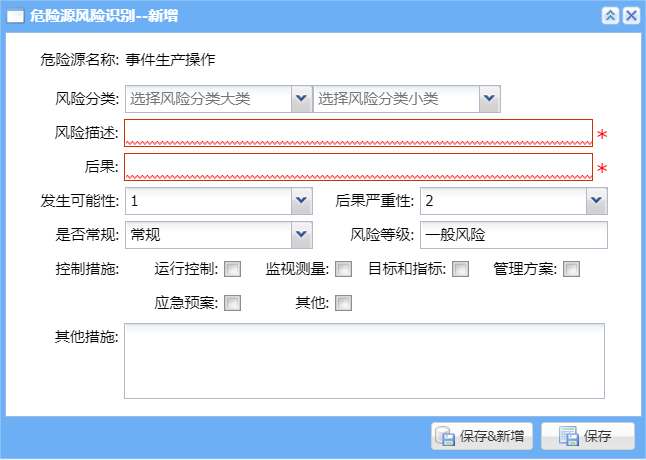 危险源风险识别--新增
危险源名称: 事件生产操作
风险分类: 选择风险分类大类 选择风险分类小类
风险描述: *
后果: *
发生可能性: 1 后果严重性: 2
是否常规: 常规 风险等级: 一般风险
控制措施: 运行控制: 监视测量: 目标和指标: 管理方案:
应急预案: 其他:
其他措施:
保存&新增 保存